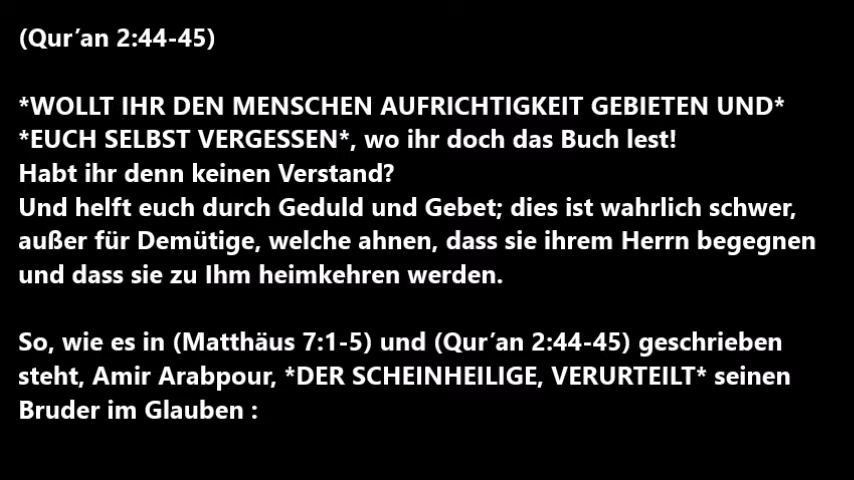 (Qur’an 2:44-45)
*WOLLT IHR DEN MENSCHEN AUFRICHTIGKEIT GEBIETEN UND*
*EUCH SELBST VERGESSEN*, wo ihr doch das Buch lest!
Habt ihr denn keinen Verstand?
Und helft euch durch Geduld und Gebet; dies ist wahrlich schwer,
außer für Demütige, welche ahnen, dass sie ihrem Herrn begegnen
und dass sie zu Ihm heimkehren werden.
So, wie es in (Matthäus 7:1-5) und (Qur’an 2:44-45) geschrieben
steht, Amir Arabpour, *DER SCHEINHEILIGE, VERURTEILT* seinen
Bruder im Glauben :